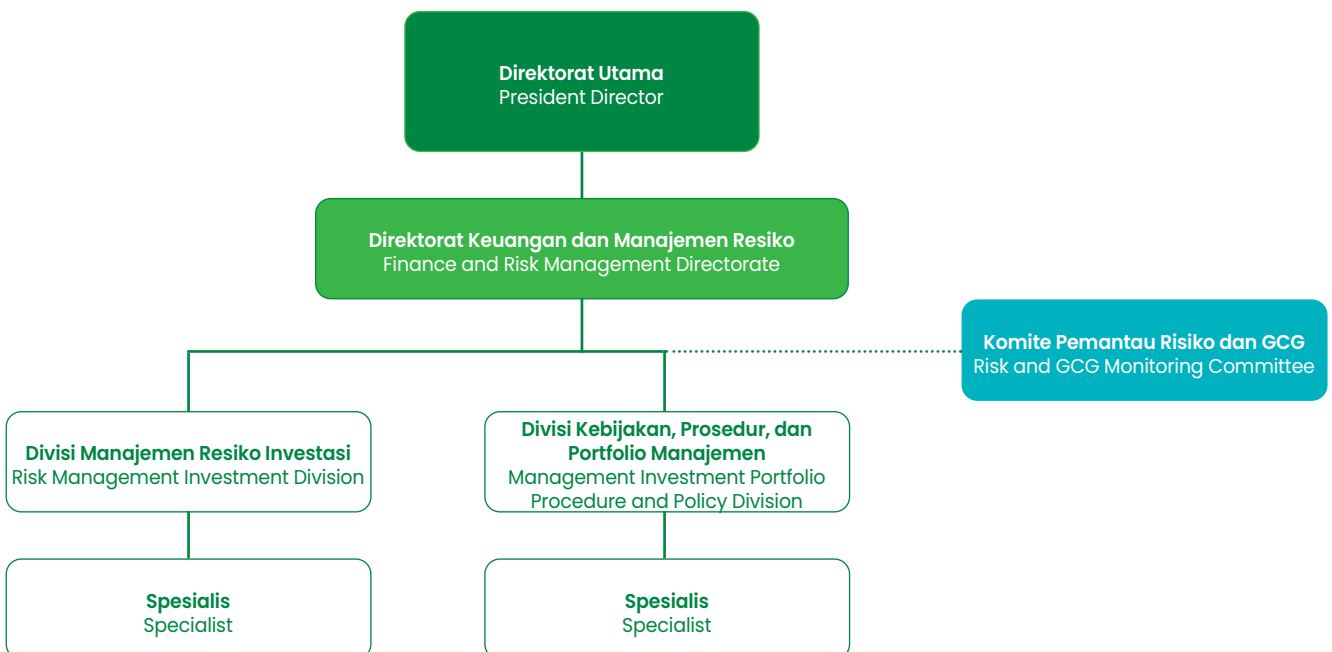 Direktorat Utama
President Director
Direktorat Keuangan dan Manajemen Resiko
Finance and Risk Management Directorate
Komite Pemantau Risiko dan GCG
Risk and GCG Monitoring Committee
Divisi Manajemen Resiko Investasi
Risk Management Investment Division
Divisi Kebijakan, Prosedur, dan
Portfolio Manajemen
Management Investment Portfolio
Procedure and Policy Division
Spesialis
Specialist
Spesialis
Specialist